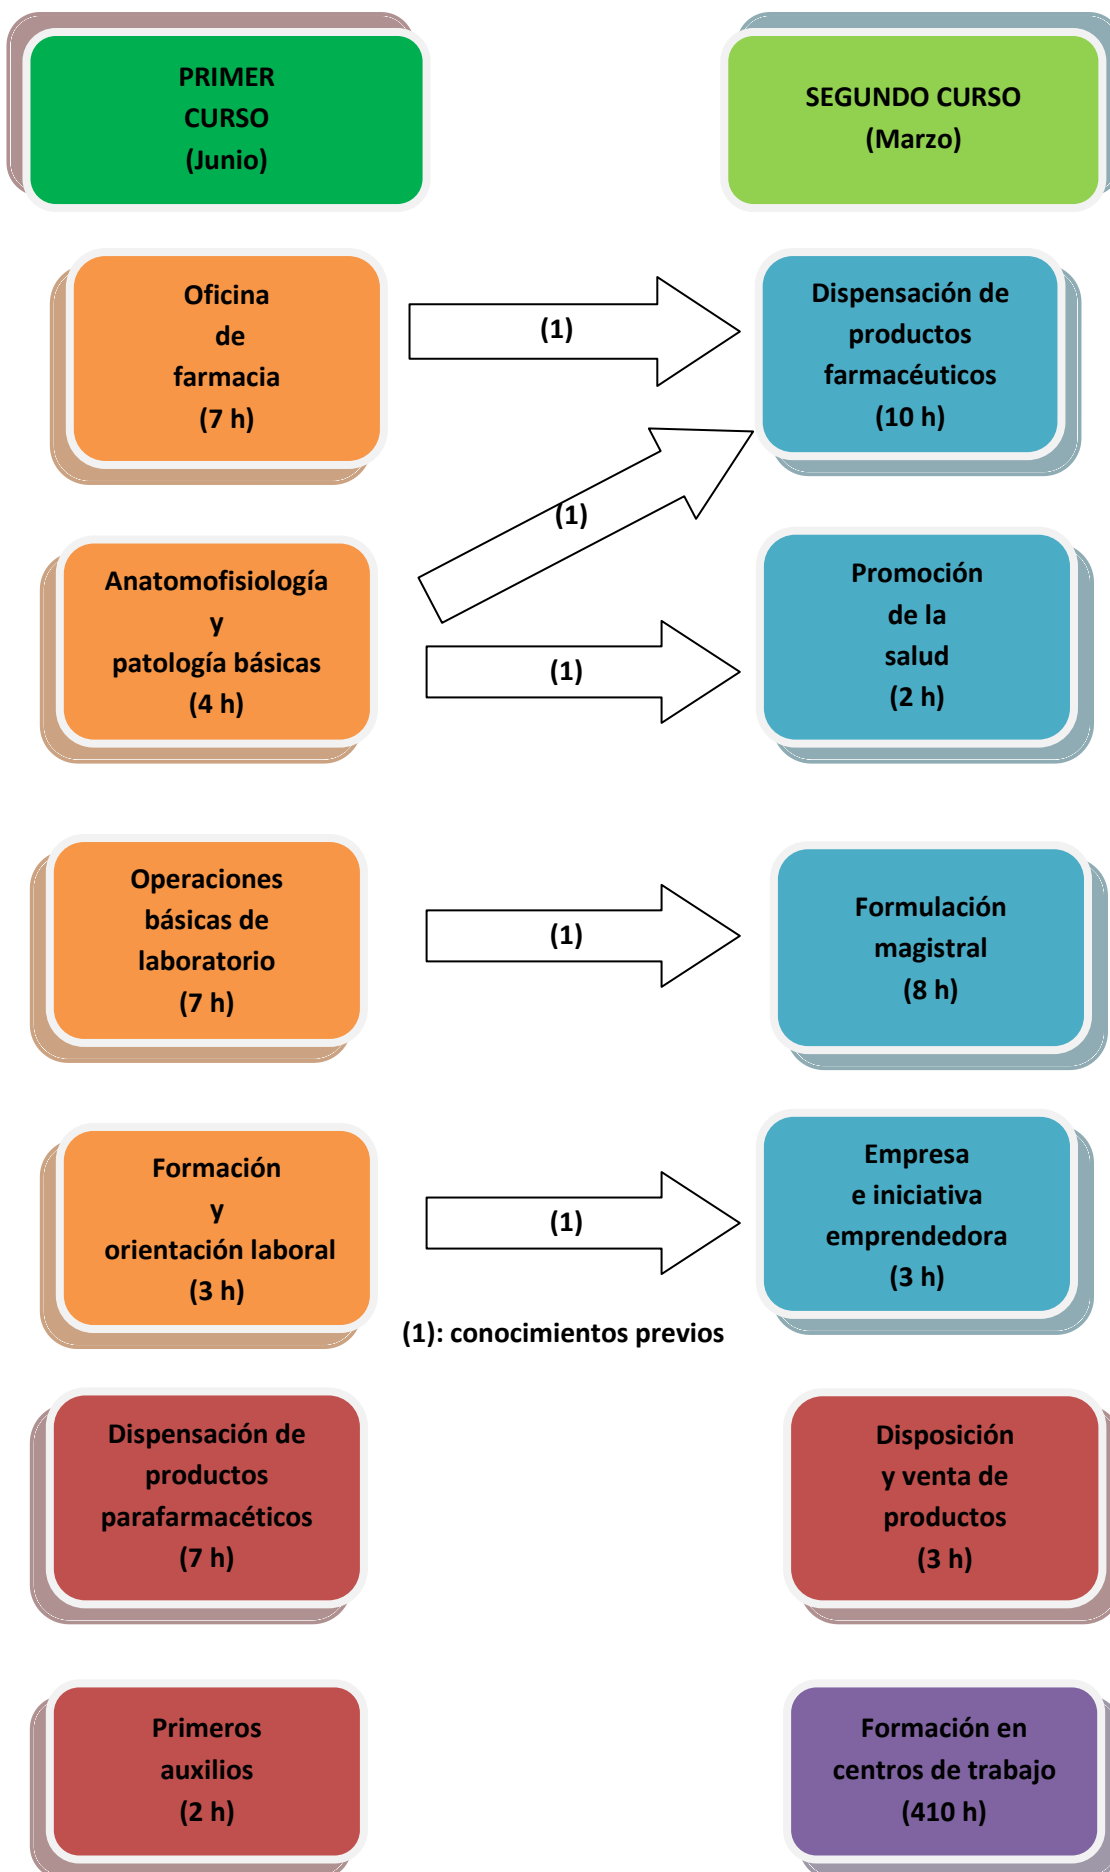 PRIMER
CURSO
(Junio)
SEGUNDO CURSO
(Marzo)
Oficina
de
farmacia
(7 h)
(1)
Dispensación de
productos
farmacéuticos
(10 h)
Anatomofisiología
y
patología básicas
(4 h)
(1)
(1)
Promoción
de la
salud
(2 h)
Operaciones
básicas de
laboratorio
(7 h)
(1)
Formulación
magistral
(8 h)
Formación
y
orientación laboral
(3 h)
(1)
Empresa
e iniciativa
emprendedora
(3 h)
(1): conocimientos previos
Dispensación de
productos
parafarmacéticos
(7 h)
Disposición
y venta de
productos
(3 h)
Primeros
auxilios
(2 h)
Formación en
centros de trabajo
(410 h)